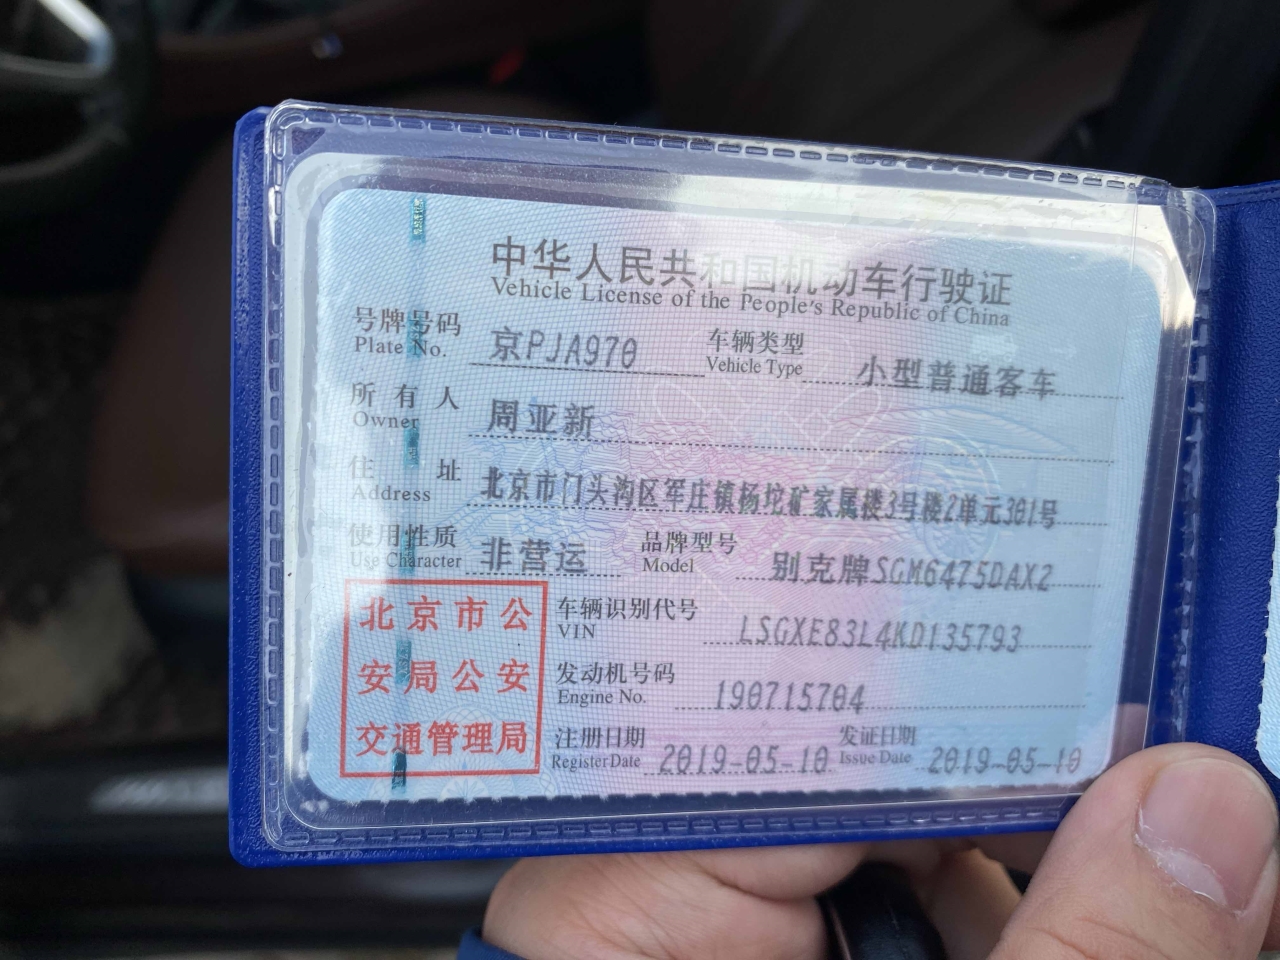 中华人民共和国机动车行驶证
Vehicle License of the People's Republic of China
号牌号码 京PJA970 车辆类型 小型普通客车
Plate No. Vehicle Type
所有人 周亚新
Owner
住址 北京市门头沟区军庄镇杨坨矿家属楼3号楼2单元301号
Address
使用性质 非营运 品牌型号 别克牌SGM6475DAX2
Use Character Model
北京市公
安局公安
交通管理局
车辆识别代号 LSGXE83L4KD135793
VIN
发动机号码 190715704
Engine No.
注册日期 2019-05-10 发证日期 2019-05-10
Register Date Issue Date